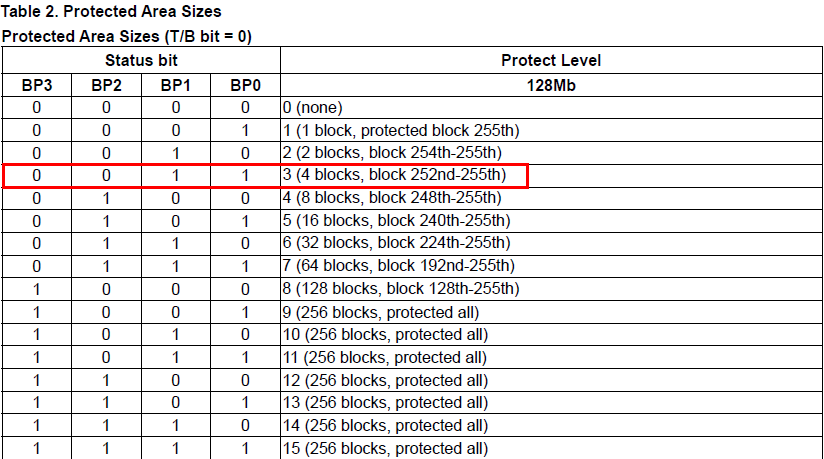 Table 2. Protected Area Sizes
Protected Area Sizes (T/B bit = 0)
Status bit Protect Level
BP3 BP2 BP1 BP0 128Mb
0 0 0 0 0 (none)
0 0 0 1 1 (1 block, protected block 255th)
0 0 1 0 2 (2 blocks, block 254th-255th)
0 0 1 1 3 (4 blocks, block 252nd-255th)
0 1 0 0 4 (8 blocks, block 248th-255th)
0 1 0 1 5 (16 blocks, block 240th-255th)
0 1 1 0 6 (32 blocks, block 224th-255th)
0 1 1 1 7 (64 blocks, block 192nd-255th)
1 0 0 0 8 (128 blocks, block 128th-255th)
1 0 0 1 9 (256 blocks, protected all)
1 0 1 0 10 (256 blocks, protected all)
1 0 1 1 11 (256 blocks, protected all)
1 1 0 0 12 (256 blocks, protected all)
1 1 0 1 13 (256 blocks, protected all)
1 1 1 0 14 (256 blocks, protected all)
1 1 1 1 15 (256 blocks, protected all)